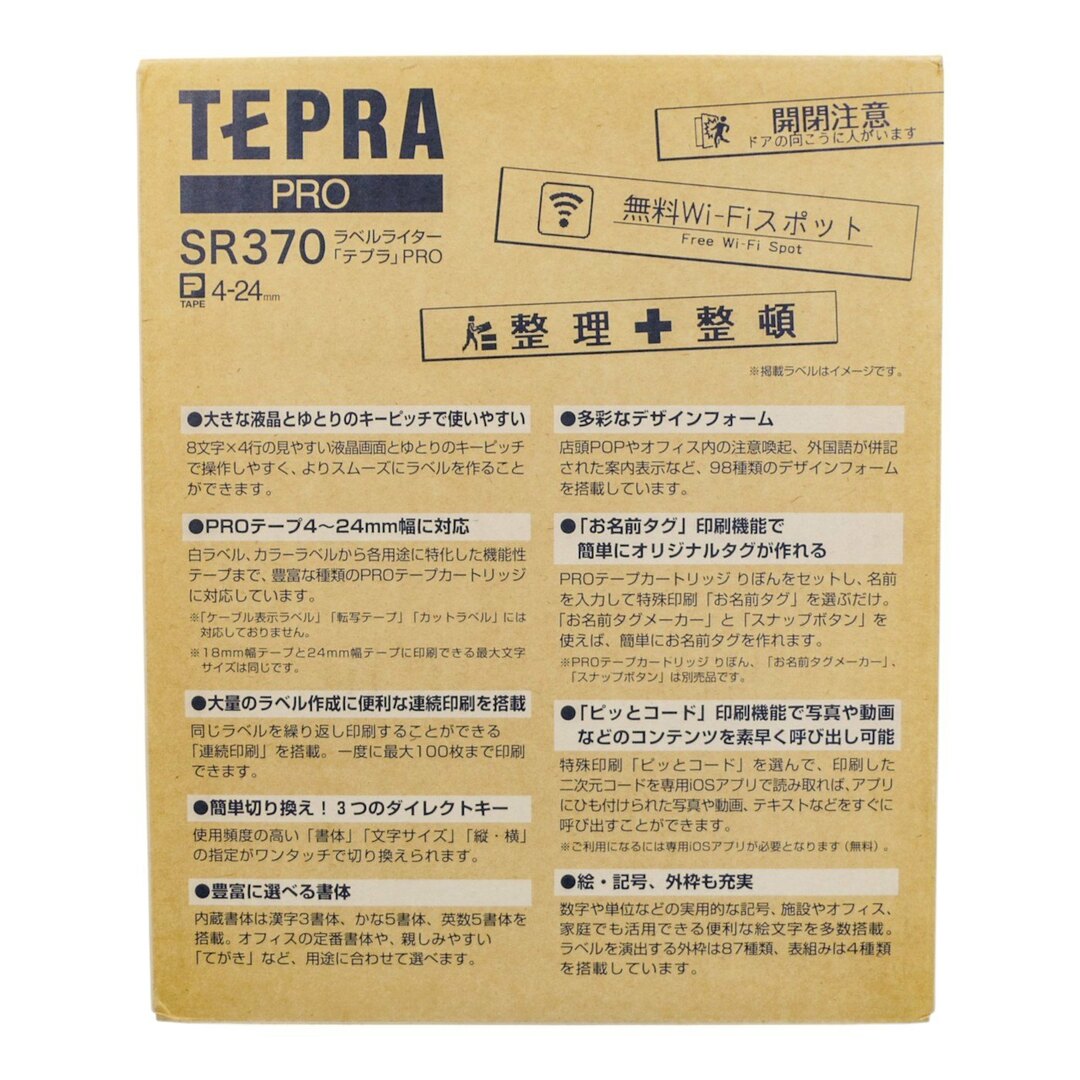 TEPRA
PRO
SR370 ラベルライター
「テプラ」PRO
TAPE 4-24mm
開閉注意
ドアの向こうに人がいます
無料Wi-Fiスポット
Free Wi-Fi Spot
整理✚整頓
※掲載ラベルはイメージです。
●大きな液晶とゆとりのキーピッチで使いやすい
8文字×4行の見やすい液晶画面とゆとりのキーピッチ
で操作しやすく、よりスムーズにラベルを作ること
ができます。
●PROテープ4〜24mm幅に対応
白ラベル、カラーラベルから各用途に特化した機能性
テープまで、豊富な種類のPROテープカートリッジ
に対応しています。
※「ケーブル表示ラベル」「転写テープ」「カットラベル」には
対応しておりません。
※18mm幅テープと24mm幅テープに印刷できる最大文字
サイズは同じです。
●大量のラベル作成に便利な連続印刷を搭載
同じラベルを繰り返し印刷することができる
「連続印刷」を搭載。一度に最大100枚まで印刷
できます。
●簡単切り換え！3つのダイレクトキー
使用頻度の高い「書体」「文字サイズ」「縦・横」
の指定がワンタッチで切り換えられます。
●豊富に選べる書体
内蔵書体は漢字3書体、かな5書体、英数5書体を
搭載。オフィスの定番書体や、親しみやすい
「てがき」など、用途に合わせて選べます。
●多彩なデザインフォーム
店頭POPやオフィス内の注意喚起、外国語が併記
された案内表示など、98種類のデザインフォーム
を搭載しています。
●「お名前タグ」印刷機能で
簡単にオリジナルタグが作れる
PROテープカートリッジ りぼんをセットし、名前
を入力して特殊印刷「お名前タグ」を選ぶだけ。
「お名前タグメーカー」と「スナップボタン」を
使えば、簡単にお名前タグを作れます。
※PROテープカートリッジ りぼん、「お名前タグメーカー」、
「スナップボタン」は別売品です。
●「ピッとコード」印刷機能で写真や動画
などのコンテンツを素早く呼び出し可能
特殊印刷「ピッとコード」を選んで、印刷した
二次元コードを専用iOSアプリで読み取れば、アプリ
にひも付けられた写真や動画、テキストなどをすぐに
呼び出すことができます。
※ご利用になるには専用iOSアプリが必要となります（無料）。
●絵・記号、外枠も充実
数字や単位などの実用的な記号、施設やオフィス、
家庭でも活用できる便利な絵文字を多数搭載。
ラベルを演出する外枠は87種類、表組みは4種類
を搭載しています。